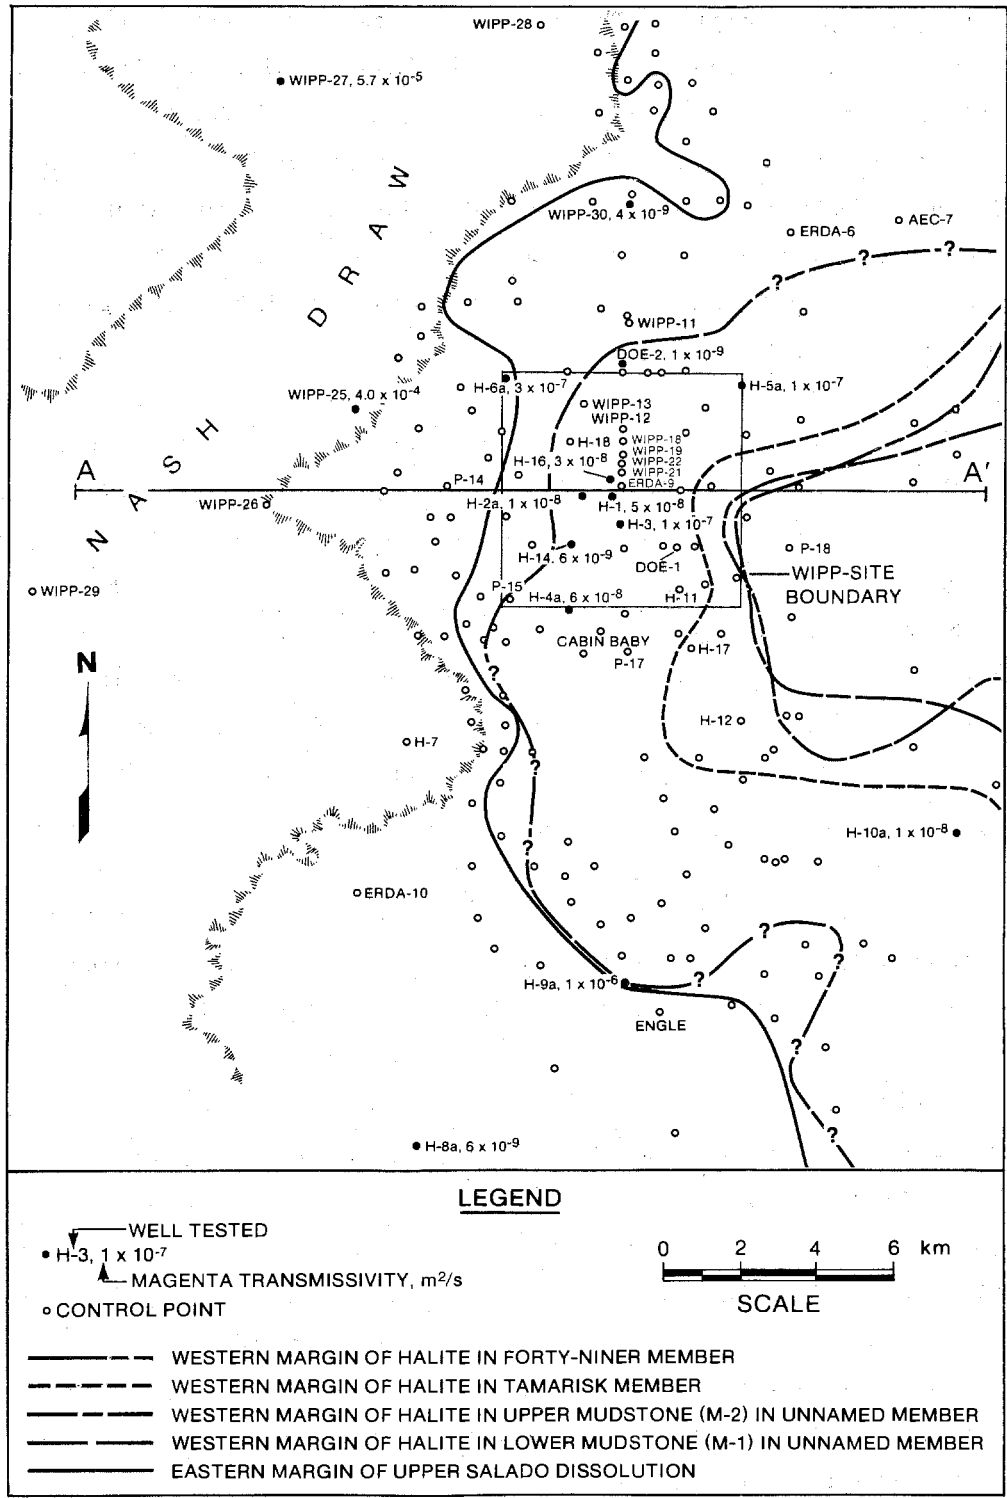 WIPP-28
WIPP-27, 5.7 x 10⁻⁵
WIPP-30, 4 x 10⁻⁹
AEC-7
ERDA-6
NASH DRAW
?
?
-?
WIPP-11
DOE-2, 1 x 10⁻⁹
H-6a, 3 x 10⁻⁷
H-5a, 1 x 10⁻⁷
WIPP-25, 4.0 x 10⁻⁴
WIPP-13
WIPP-12
H-18
WIPP-18
WIPP-19
H-16, 3 x 10⁻⁸
WIPP-22
WIPP-21
A
P-14
ERDA-9
A'
WIPP-26
H-2a, 1 x 10⁻⁸
H-1, 5 x 10⁻⁸
H-3, 1 x 10⁻⁷
H-14, 6 x 10⁻⁹
DOE-1
P-18
WIPP-SITE
BOUNDARY
WIPP-29
P-15
H-4a, 6 x 10⁻⁸
H-11
CABIN BABY
P-17
H-17
N
?
H-12
H-7
?
?
H-10a, 1 x 10⁻⁸
ERDA-10
?
?
H-9a, 1 x 10⁻⁶
?
ENGLE
?
?
H-8a, 6 x 10⁻⁹
LEGEND
WELL TESTED
H-3, 1 x 10⁻⁷
MAGENTA TRANSMISSIVITY, m²/s
CONTROL POINT
0 2 4 6 km
SCALE
WESTERN MARGIN OF HALITE IN FORTY-NINER MEMBER
WESTERN MARGIN OF HALITE IN TAMARISK MEMBER
WESTERN MARGIN OF HALITE IN UPPER MUDSTONE (M-2) IN UNNAMED MEMBER
WESTERN MARGIN OF HALITE IN LOWER MUDSTONE (M-1) IN UNNAMED MEMBER
EASTERN MARGIN OF UPPER SALADO DISSOLUTION